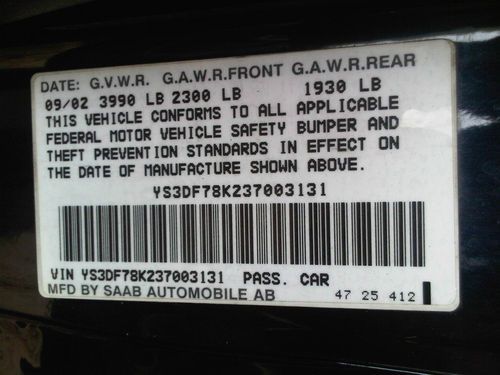 DATE: G.V.W.R. G.A.W.R.FRONT G.A.W.R.REAR
09/02 3990 LB 2300 LB 1930 LB
THIS VEHICLE CONFORMS TO ALL APPLICABLE
FEDERAL MOTOR VEHICLE SAFETY BUMPER AND
THEFT PREVENTION STANDARDS IN EFFECT ON
THE DATE OF MANUFACTURE SHOWN ABOVE.
YS3DF78K237003131
VIN YS3DF78K237003131 PASS. CAR
MFD BY SAAB AUTOMOBILE AB 47 25 412